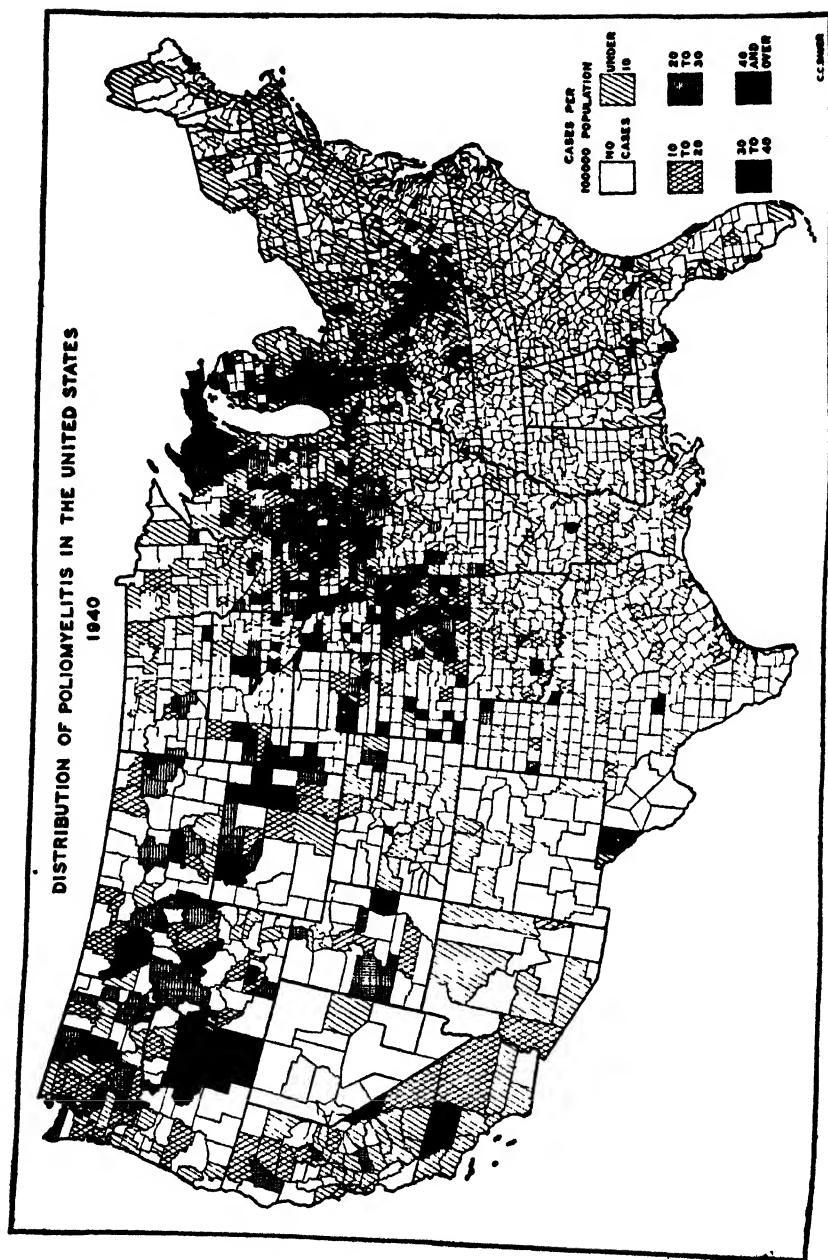 DISTRIBUTION OF POLIOMYELITIS IN THE UNITED STATES
1940
CASES PER
100000 POPULATION
NO
CASES
UNDER
10
10
TO
20
20
TO
30
30
TO
40
40
AND
OVER